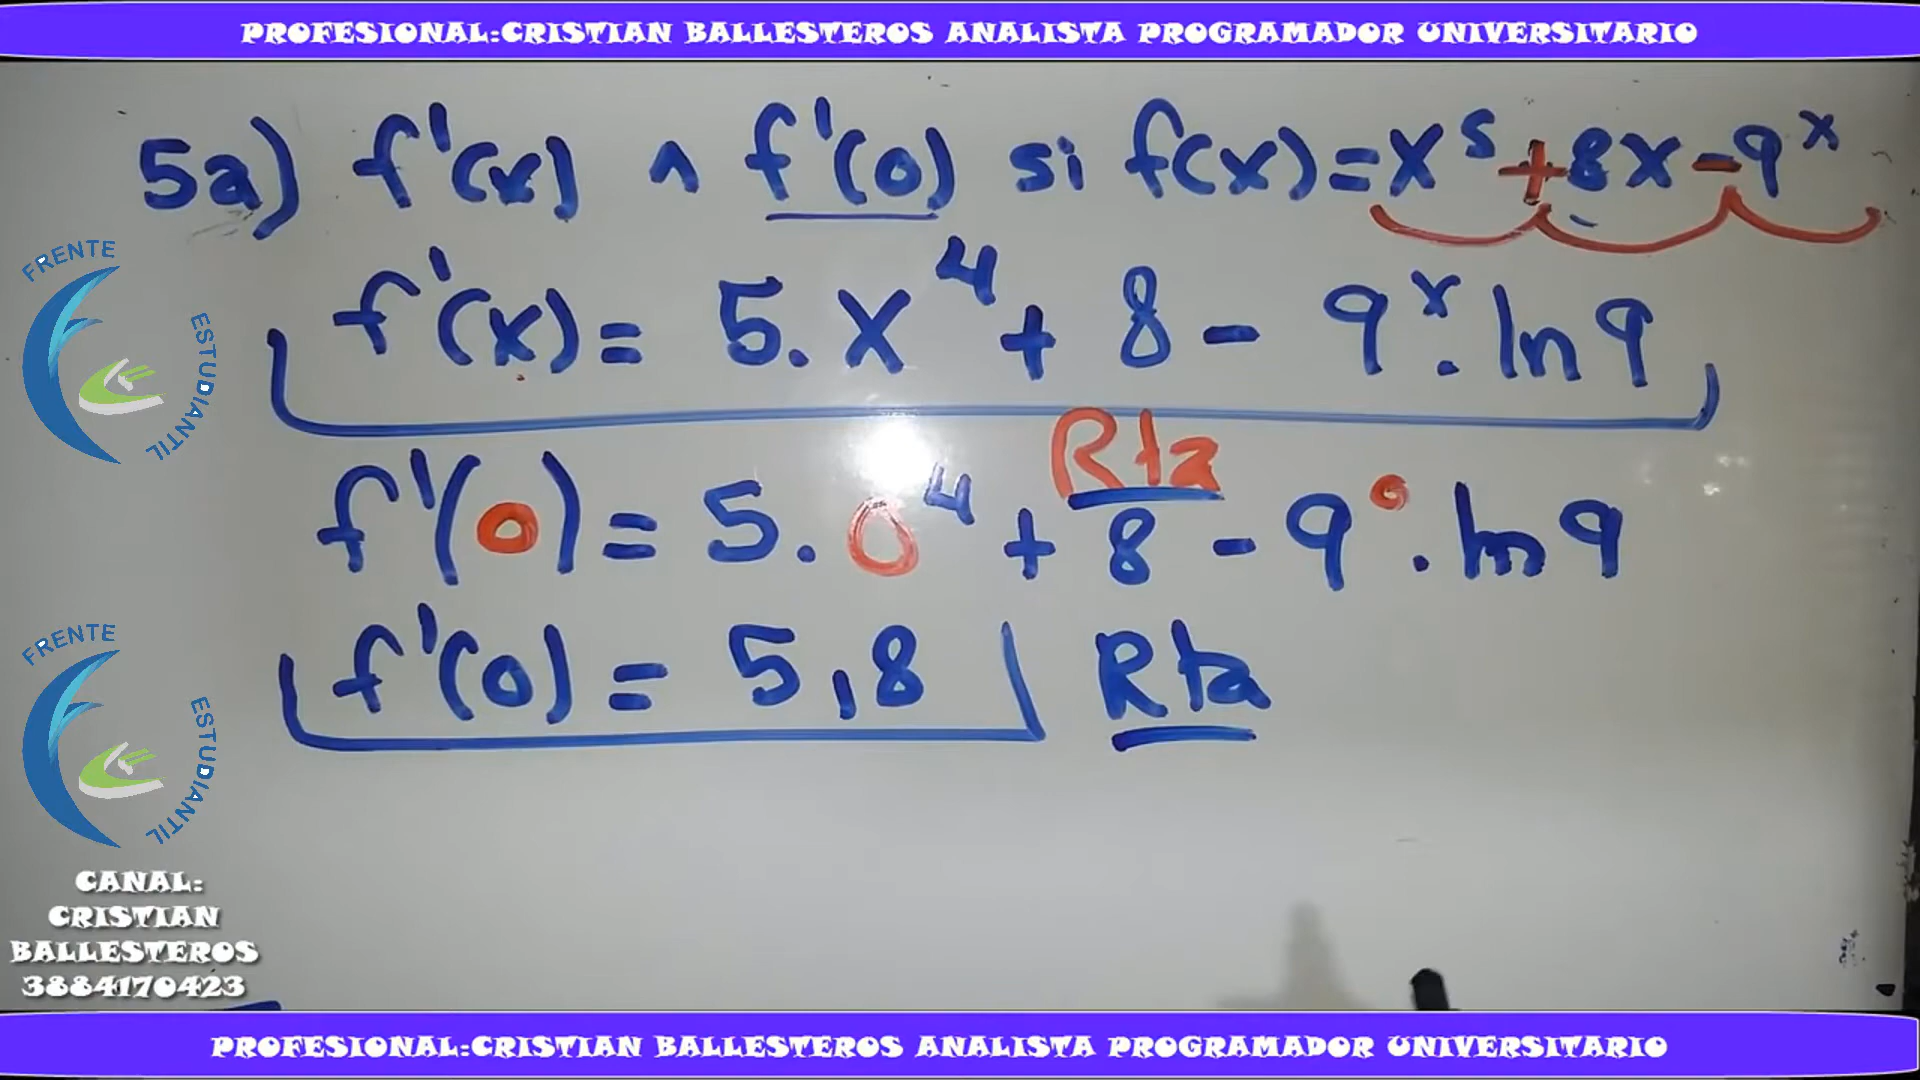 PROFESIONAL:CRISTIAN BALLESTEROS ANALISTA PROGRAMADOR UNIVERSITARIO
5a) f'(x) ∧ f'(0) si f(x)=x⁵+8x-9ˣ
f'(x)= 5.x⁴+8-9ˣ.ln9
Rta
f'(0)=5.0⁴+8-9⁰.ln9
f'(0)=5,8 Rta
FRENTE ESTUDIANTIL
FRENTE ESTUDIANTIL
CANAL:
CRISTIAN
BALLESTEROS
3884170423
PROFESIONAL:CRISTIAN BALLESTEROS ANALISTA PROGRAMADOR UNIVERSITARIO